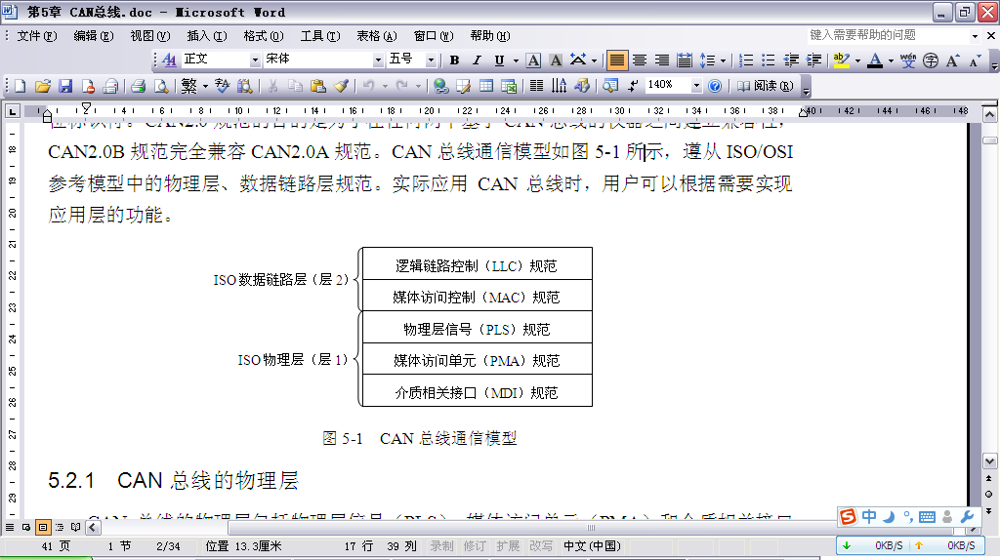 第5章 CAN总线.doc - Microsoft Word
文件(F) 编辑(E) 视图(V) 插入(I) 格式(O) 工具(T) 表格(A) 窗口(W) 帮助(H) 键入需要帮助的问题
正文 宋体 五号 B I U A A
繁 140% 阅读(R)
位标识符。CAN2.0 规范的目的是为了在任何两个基于 CAN 总线的仪器之间建立兼容性，
CAN2.0B 规范完全兼容 CAN2.0A 规范。CAN 总线通信模型如图 5-1 所示，遵从 ISO/OSI
参考模型中的物理层、数据链路层规范。实际应用 CAN 总线时，用户可以根据需要实现
应用层的功能。
逻辑链路控制（LLC）规范
ISO 数据链路层（层 2）
媒体访问控制（MAC）规范
物理层信号（PLS）规范
ISO 物理层（层 1）
媒体访问单元（PMA）规范
介质相关接口（MDI）规范
图 5-1 CAN 总线通信模型
5.2.1 CAN 总线的物理层
CAN 总线的物理层包括物理层信号（PLS）、媒体访问单元（PMA）和介质相关接口
中
41 页 1 节 2/34 位置 13.3厘米 17 行 39 列 录制 修订 扩展 改写 中文(中国) 0KB/S 0KB/S